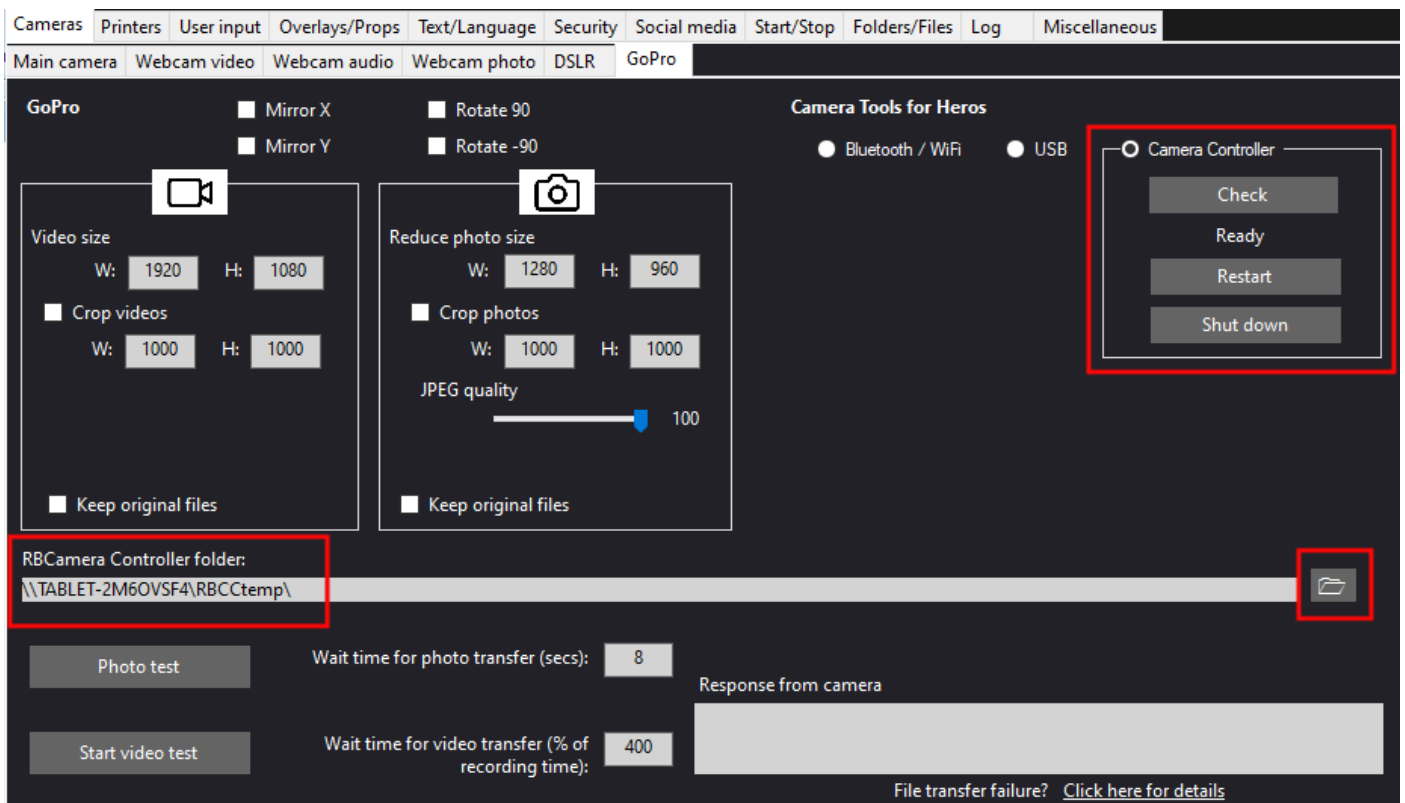 Cameras Printers User input Overlays/Props Text/Language Security Social media Start/Stop Folders/Files Log Miscellaneous
Main camera Webcam video Webcam audio Webcam photo DSLR GoPro
GoPro Mirror X Rotate 90 Camera Tools for Heros
Mirror Y Rotate -90 Bluetooth / WiFi USB Camera Controller
Check
Video size Reduce photo size Ready
W: 1920 H: 1080 W: 1280 H: 960 Restart
Crop videos Crop photos Shut down
W: 1000 H: 1000 W: 1000 H: 1000
JPEG quality
100
Keep original files Keep original files
RBCamera Controller folder:
\\TABLET-2M6OVSF4\RBCCtemp\
Photo test Wait time for photo transfer (secs): 8
Response from camera
Start video test Wait time for video transfer (% of 400
recording time):
File transfer failure? Click here for details